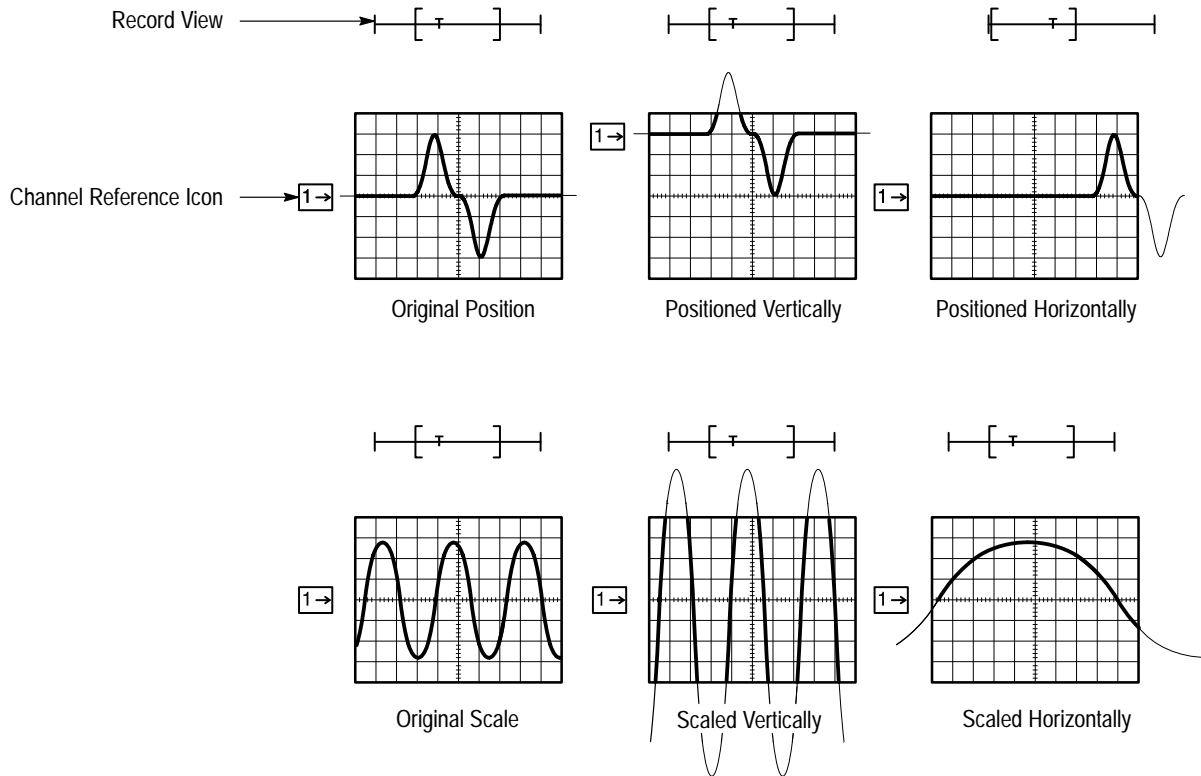 Record View
T
T
T
1→
Channel Reference Icon
1→
1→
Original Position
Positioned Vertically
Positioned Horizontally
T
T
T
1→
1→
1→
Original Scale
Scaled Vertically
Scaled Horizontally